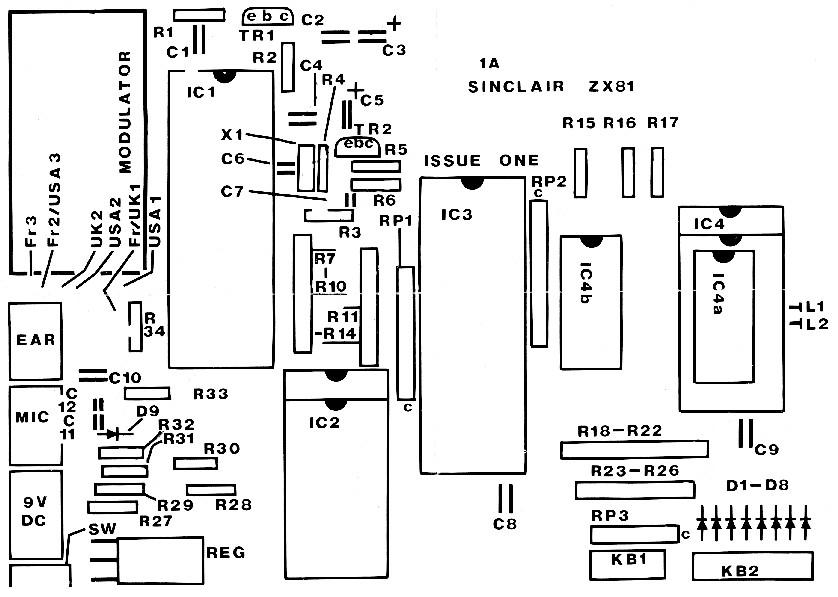 R1
e b c
C2
+
C1
TR1
C3
R2
C4
R4
IC1
+
C5
1A
SINCLAIR ZX81
MODULATOR
X1
TR2
ebc
R5
C6
C7
R6
R3
ISSUE ONE
RP2
c
R15 R16 R17
IC3
RP1
IC4
IC4b
IC4a
Fr3
Fr2/USA3
UK2
USA2
Fr/UK1
USA1
R7
R10
R11
R14
L1
L2
EAR
R
34
C10
MIC
C
12
C
11
D9
R33
R32
R31
R30
R29
R28
R27
IC2
c
R18-R22
C9
R23-R26
D1-D8
C8
RP3
c
KB1
KB2
9V
DC
SW
REG